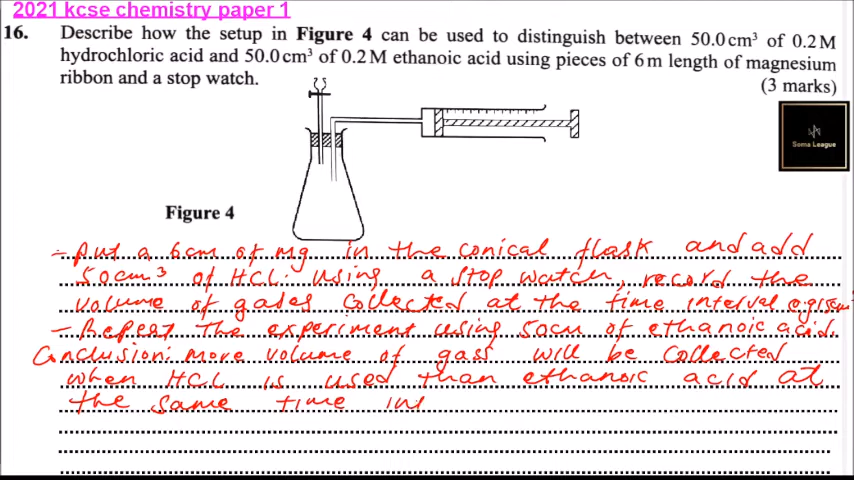 2021 kcse chemistry paper 1
16. Describe how the setup in Figure 4 can be used to distinguish between 50.0 cm³ of 0.2 M
hydrochloric acid and 50.0 cm³ of 0.2 M ethanoic acid using pieces of 6 m length of magnesium
ribbon and a stop watch. (3 marks)
Soma League
Figure 4
- put a 6cm of mg in the conical flask and add
50cm³ of HCL. Using a stop watch, record the
volume of gases collected at the time interval
- Repeat the experiment using 50cm of ethanoic acid.
Conclusion: more volume of gass will be collected
when HCL is used than ethanoic acid at
the same time int